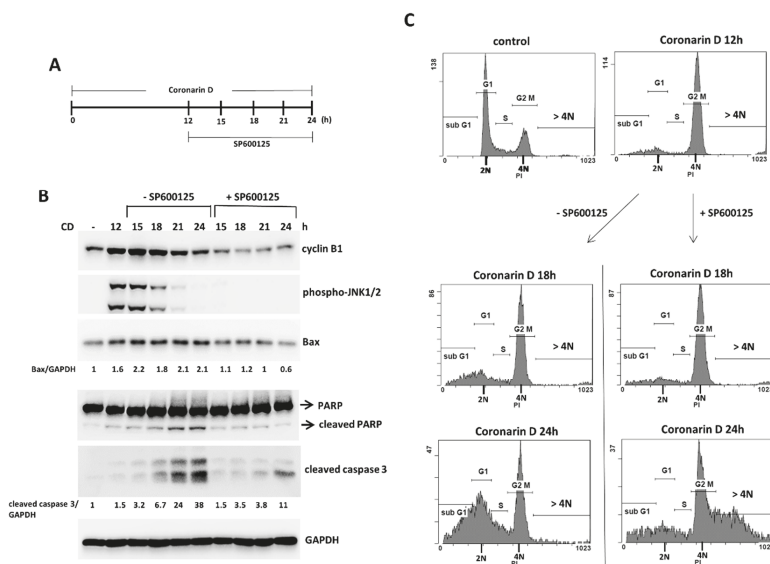 A
Coronarin D
0 12 15 18 21 24 (h)
SP600125
B
- SP600125 + SP600125
CD - 12 15 18 21 24 15 18 21 24 h
cyclin B1
phospho-JNK1/2
Bax
Bax/GAPDH 1 1.6 2.2 1.8 2.1 2.1 1.1 1.2 1 0.6
PARP
cleaved PARP
cleaved caspase 3
cleaved caspase 3/
GAPDH
1 1.5 3.2 6.7 24 38 1.5 3.5 3.8 11
GAPDH
C
control
138
G1
G2 M
sub G1
S
> 4N
0 1023
2N 4N
PI
Coronarin D 12h
114
G1
G2 M
sub G1
S
> 4N
0 1023
2N 4N
PI
- SP600125
+ SP600125
Coronarin D 18h
86
G1
G2 M
sub G1
S
> 4N
0 1023
2N 4N
PI
Coronarin D 18h
87
G1
G2 M
sub G1
S
> 4N
0 1023
2N 4N
PI
Coronarin D 24h
47
G1
G2 M
sub G1
S
> 4N
0 1023
2N 4N
PI
Coronarin D 24h
37
G1
G2 M
sub G1
S
> 4N
0 1023
2N 4N
PI